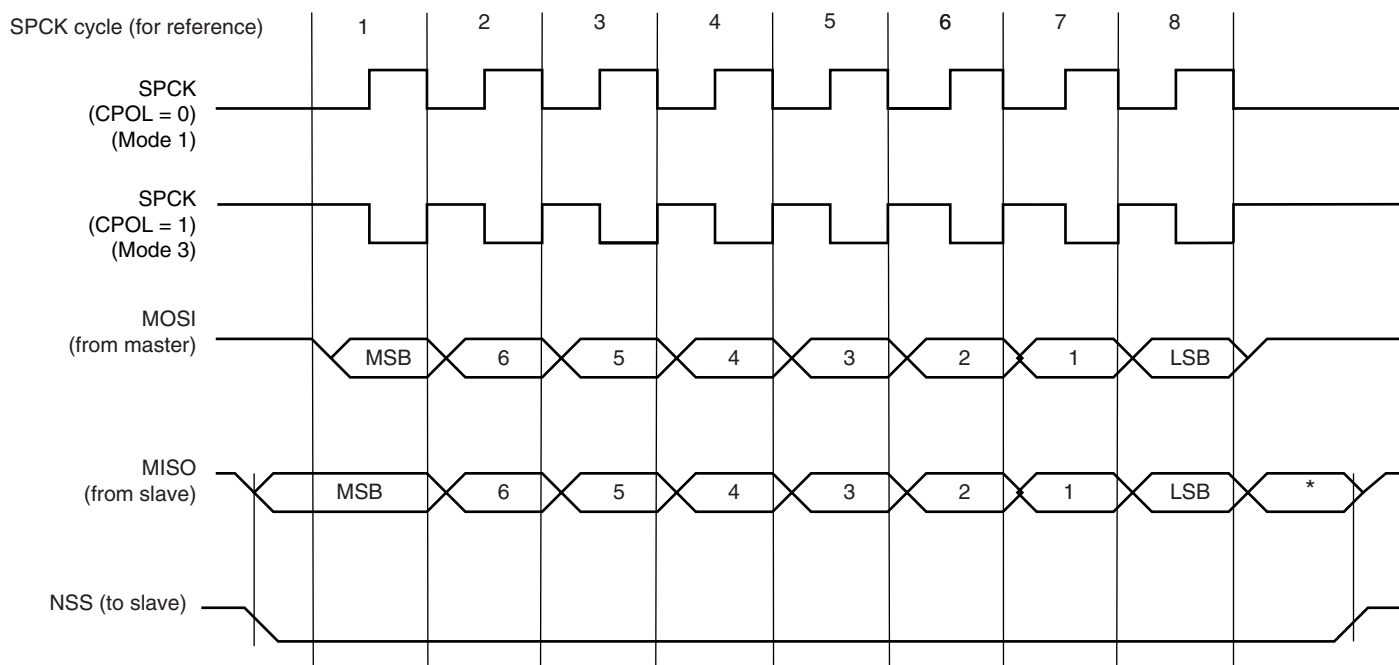 SPCK cycle (for reference) 1 2 3 4 5 6 7 8
SPCK
(CPOL = 0)
(Mode 1)
SPCK
(CPOL = 1)
(Mode 3)
MOSI
(from master)
MSB 6 5 4 3 2 1 LSB
MISO
(from slave)
MSB 6 5 4 3 2 1 LSB *
NSS (to slave)